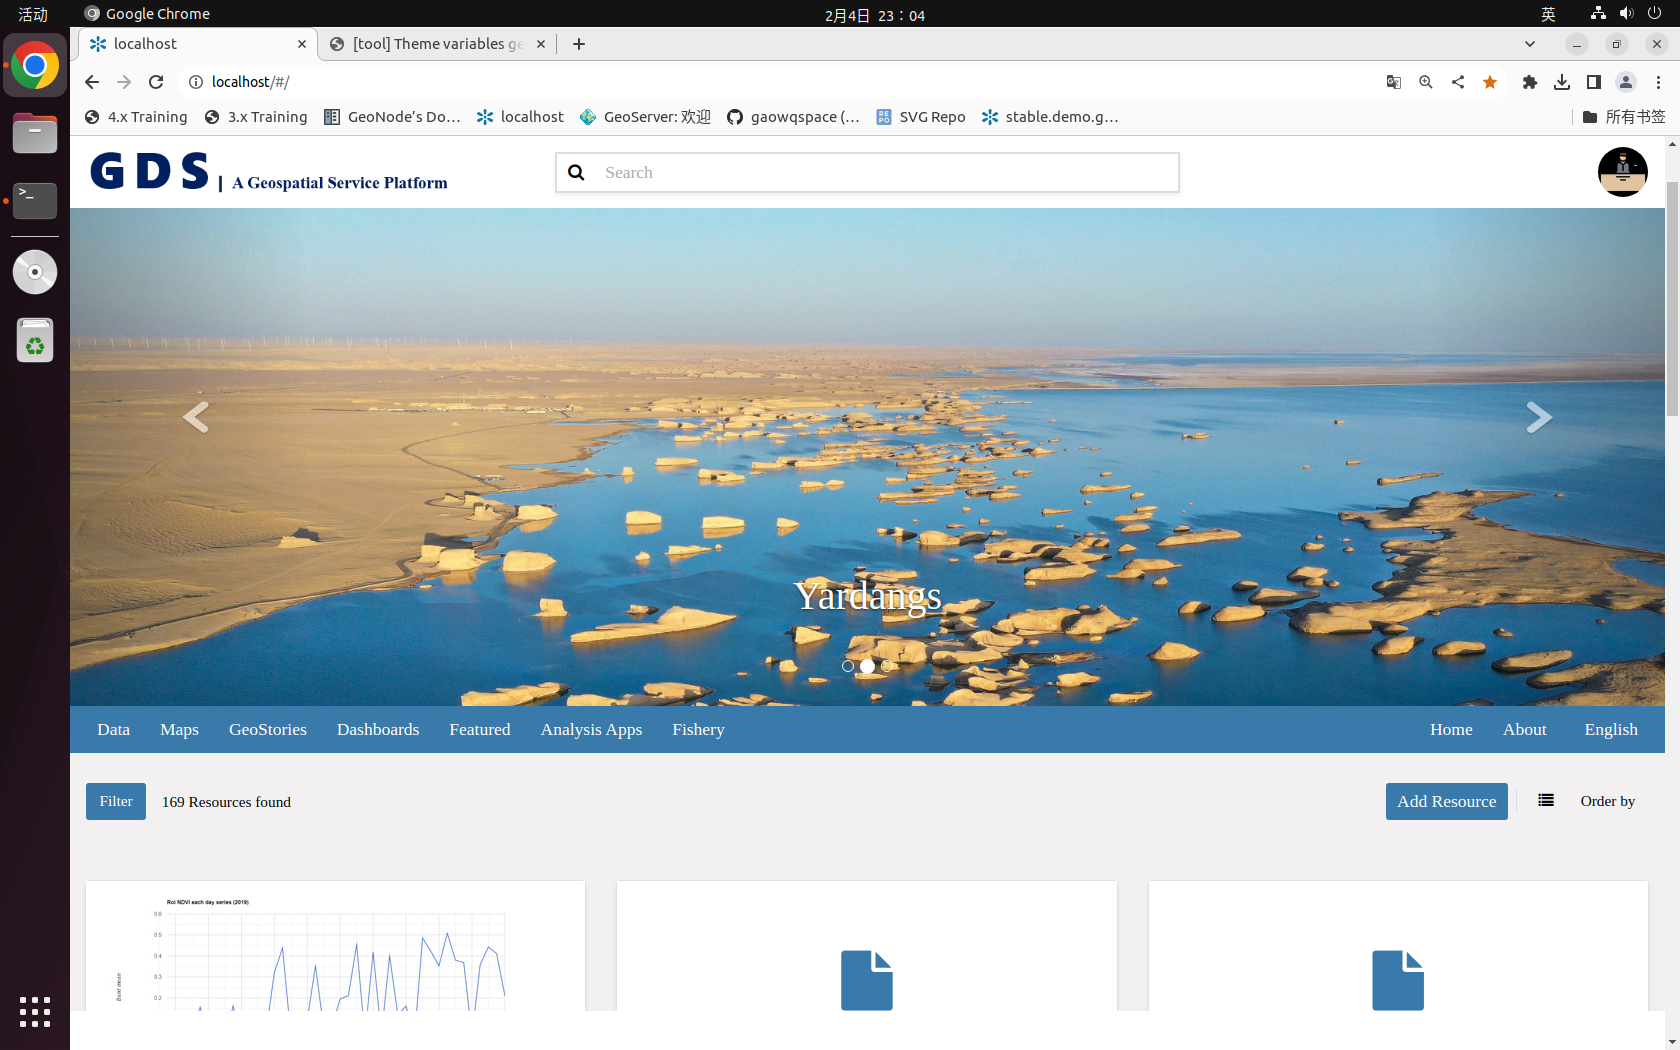 活动
Google Chrome
2月4日 23：04
英
localhost
[tool] Theme variables ge
localhost/#/
4.x Training
3.x Training
GeoNode’s Do…
localhost
GeoServer: 欢迎
gaowqspace (…
REPO
SVG Repo
stable.demo.g…
所有书签
GDS | A Geospatial Service Platform
Search
Yardangs
Data
Maps
GeoStories
Dashboards
Featured
Analysis Apps
Fishery
Home
About
English
Filter
169 Resources found
Add Resource
Order by
Roi NDVI each day series (2019)
0.6
0.5
0.4
0.3
0.2
Band mean